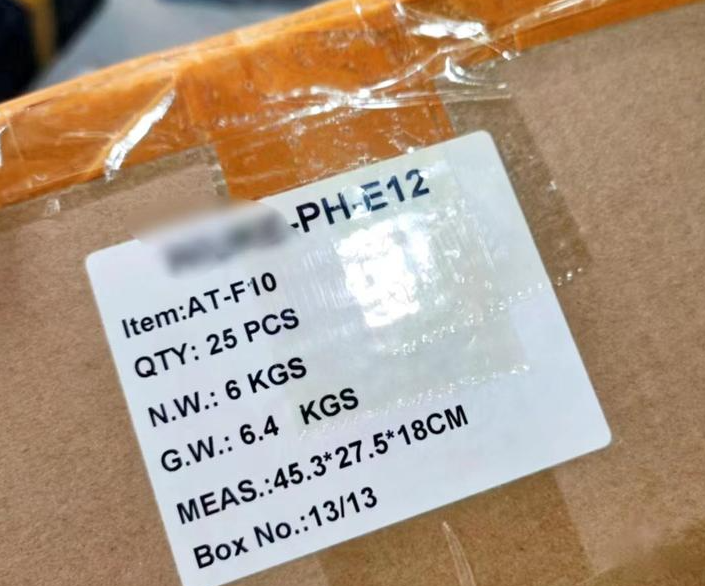 -PH-E12
Item:AT-F10
QTY: 25 PCS
N.W.: 6 KGS
G.W.: 6.4 KGS
MEAS.:45.3*27.5*18CM
Box No.:13/13